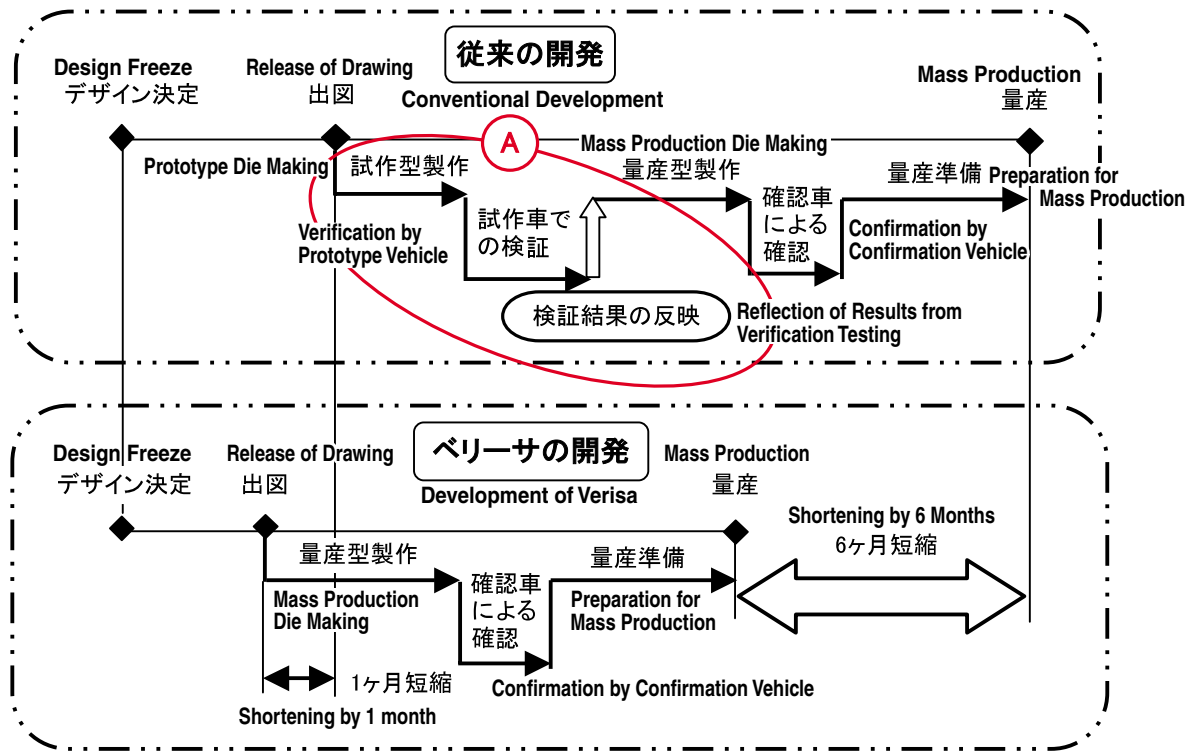 従来の開発
Conventional Development
Design Freeze
デザイン決定
Release of Drawing
出図
Mass Production
量産
A
Prototype Die Making
試作型製作
Verification by
Prototype Vehicle
試作車で
の検証
Mass Production Die Making
量産型製作
確認車
による
確認
Confirmation by
Confirmation Vehicle
量産準備
Preparation for
Mass Production
検証結果の反映
Reflection of Results from
Verification Testing
ベリーサの開発
Development of Verisa
Design Freeze
デザイン決定
Release of Drawing
出図
Mass Production
量産
量産型製作
Mass Production
Die Making
確認車
による
確認
Confirmation by Confirmation Vehicle
量産準備
Preparation for
Mass Production
Shortening by 6 Months
6ヶ月短縮
1ヶ月短縮
Shortening by 1 month